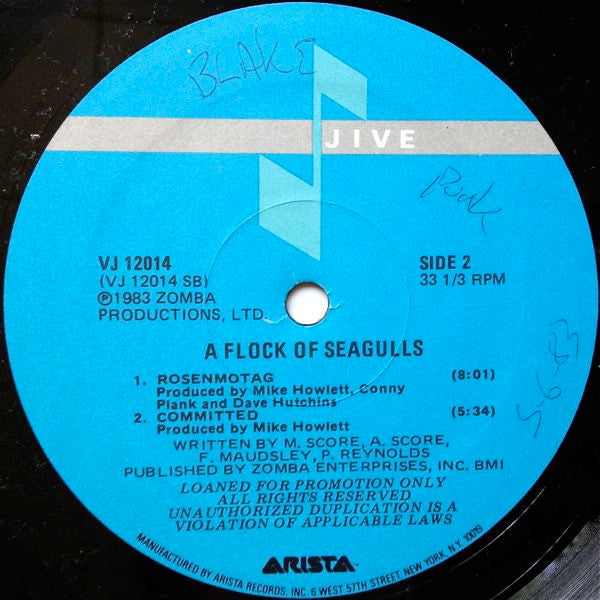 BLAKE
JIVE
Punk
VJ 12014
(VJ 12014 SB)
℗1983 ZOMBA
PRODUCTIONS, LTD.
SIDE 2
33 1/3 RPM
A FLOCK OF SEAGULLS
1. ROSENMOTAG (8:01)
Produced by Mike Howlett, Conny
Plank and Dave Hutchins
2. COMMITTED (5:34)
Produced by Mike Howlett
5-6-83
WRITTEN BY M. SCORE, A. SCORE,
F. MAUDSLEY, P. REYNOLDS
PUBLISHED BY ZOMBA ENTERPRISES, INC. BMI
LOANED FOR PROMOTION ONLY
ALL RIGHTS RESERVED
UNAUTHORIZED DUPLICATION IS A
VIOLATION OF APPLICABLE LAWS
ARISTA
MANUFACTURED BY ARISTA RECORDS, INC. 6 WEST 57TH STREET, NEW YORK, N.Y. 10019